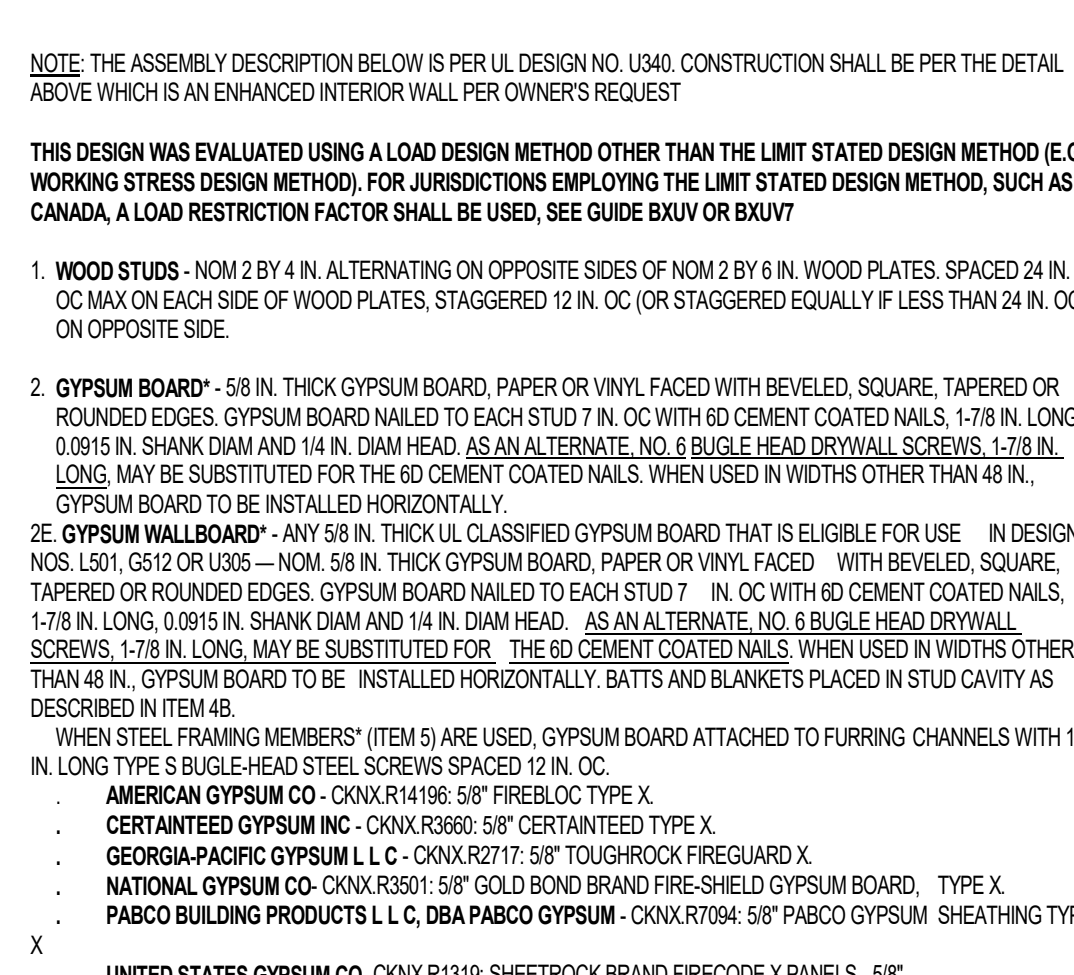 NOTE: THE ASSEMBLY DESCRIPTION BELOW IS PER UL DESIGN NO. U340. CONSTRUCTION SHALL BE PER THE DETAIL
ABOVE WHICH IS AN ENHANCED INTERIOR WALL PER OWNER'S REQUEST
THIS DESIGN WAS EVALUATED USING A LOAD DESIGN METHOD OTHER THAN THE LIMIT STATED DESIGN METHOD (E.G
WORKING STRESS DESIGN METHOD). FOR JURISDICTIONS EMPLOYING THE LIMIT STATED DESIGN METHOD, SUCH AS
CANADA, A LOAD RESTRICTION FACTOR SHALL BE USED, SEE GUIDE BXUV OR BXUV7
1. WOOD STUDS - NOM 2 BY 4 IN. ALTERNATING ON OPPOSITE SIDES OF NOM 2 BY 6 IN. WOOD PLATES. SPACED 24 IN.
OC MAX ON EACH SIDE OF WOOD PLATES, STAGGERED 12 IN. OC (OR STAGGERED EQUALLY IF LESS THAN 24 IN. OC
ON OPPOSITE SIDE.
2. GYPSUM BOARD* - 5/8 IN. THICK GYPSUM BOARD, PAPER OR VINYL FACED WITH BEVELED, SQUARE, TAPERED OR
ROUNDED EDGES. GYPSUM BOARD NAILED TO EACH STUD 7 IN. OC WITH 6D CEMENT COATED NAILS, 1-7/8 IN. LONG
0.0915 IN. SHANK DIAM AND 1/4 IN. DIAM HEAD. AS AN ALTERNATE, NO. 6 BUGLE HEAD DRYWALL SCREWS, 1-7/8 IN.
LONG, MAY BE SUBSTITUTED FOR THE 6D CEMENT COATED NAILS. WHEN USED IN WIDTHS OTHER THAN 48 IN.,
GYPSUM BOARD TO BE INSTALLED HORIZONTALLY.
2E. GYPSUM WALLBOARD* - ANY 5/8 IN. THICK UL CLASSIFIED GYPSUM BOARD THAT IS ELIGIBLE FOR USE IN DESIGN
NOS. L501, G512 OR U305 — NOM. 5/8 IN. THICK GYPSUM BOARD, PAPER OR VINYL FACED WITH BEVELED, SQUARE,
TAPERED OR ROUNDED EDGES. GYPSUM BOARD NAILED TO EACH STUD 7 IN. OC WITH 6D CEMENT COATED NAILS,
1-7/8 IN. LONG, 0.0915 IN. SHANK DIAM AND 1/4 IN. DIAM HEAD. AS AN ALTERNATE, NO. 6 BUGLE HEAD DRYWALL
SCREWS, 1-7/8 IN. LONG, MAY BE SUBSTITUTED FOR THE 6D CEMENT COATED NAILS. WHEN USED IN WIDTHS OTHER
THAN 48 IN., GYPSUM BOARD TO BE INSTALLED HORIZONTALLY. BATTS AND BLANKETS PLACED IN STUD CAVITY AS
DESCRIBED IN ITEM 4B.
WHEN STEEL FRAMING MEMBERS* (ITEM 5) ARE USED, GYPSUM BOARD ATTACHED TO FURRING CHANNELS WITH 1
IN. LONG TYPE S BUGLE-HEAD STEEL SCREWS SPACED 12 IN. OC.
. AMERICAN GYPSUM CO - CKNX.R14196: 5/8" FIREBLOC TYPE X.
. CERTAINTEED GYPSUM INC - CKNX.R3660: 5/8" CERTAINTEED TYPE X.
. GEORGIA-PACIFIC GYPSUM L L C - CKNX.R2717: 5/8" TOUGHROCK FIREGUARD X.
. NATIONAL GYPSUM CO- CKNX.R3501: 5/8" GOLD BOND BRAND FIRE-SHIELD GYPSUM BOARD, TYPE X.
. PABCO BUILDING PRODUCTS L L C, DBA PABCO GYPSUM - CKNX.R7094: 5/8" PABCO GYPSUM SHEATHING TYP
X
UNITED STATES GYPSUM CO CKNX.R1319: SHEETROCK BRAND FIRECODE X PANELS 5/8"